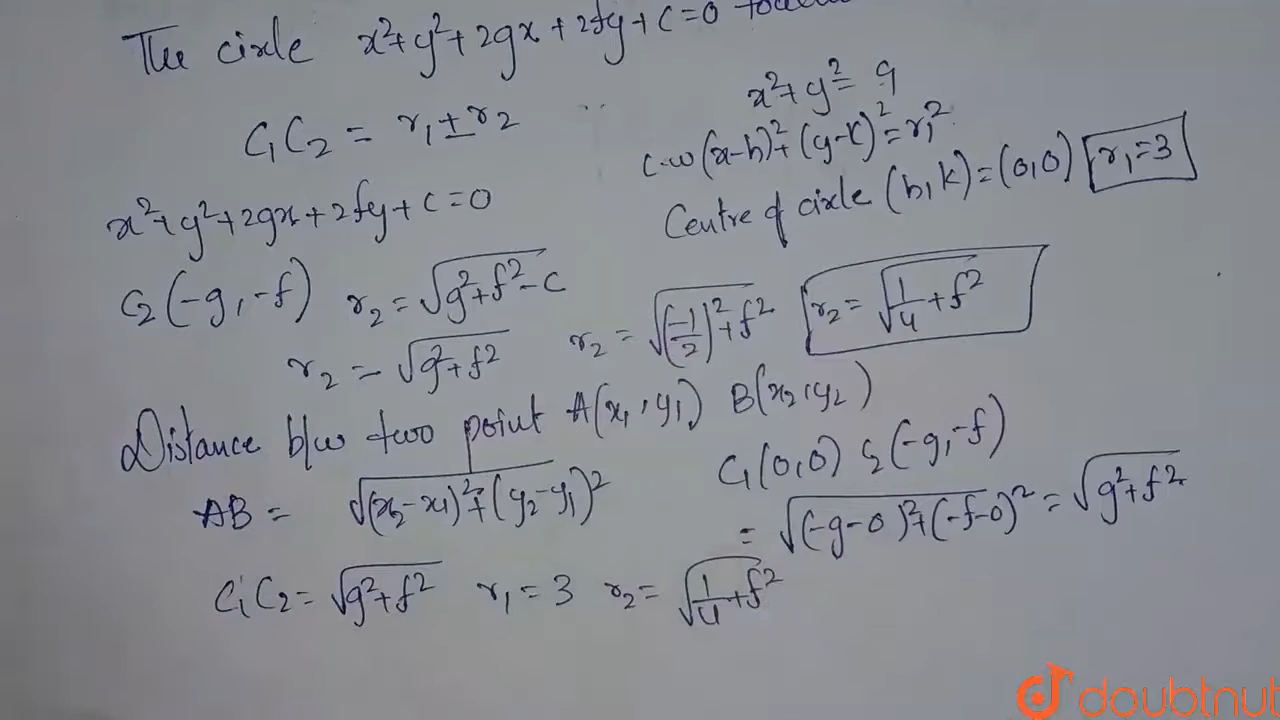 The circle x²+y²+2gx+2fy+c=0
x²+y²=9
C₁C₂ = r₁±r₂
c.w (x-h)²+(y-k)²=r₁²
Centre of circle (h,k)=(0,0) r₁=3
x²+y²+2gx+2fy+c=0
C₂(-g,-f) r₂=√(g²+f²-c)
r₂=√(g²+f²) r₂=√((-1/2)²+f²) r₂=√(1/4+f²)
Distance b/w two point A(x₁,y₁) B(x₂,y₂)
AB = √((x₂-x₁)²+(y₂-y₁)²)
C₁(0,0) C₂(-g,-f)
= √((-g-0)²+(-f-0)²) = √(g²+f²)
C₁C₂=√(g²+f²) r₁=3 r₂=√(1/4+f²)
doubtnut